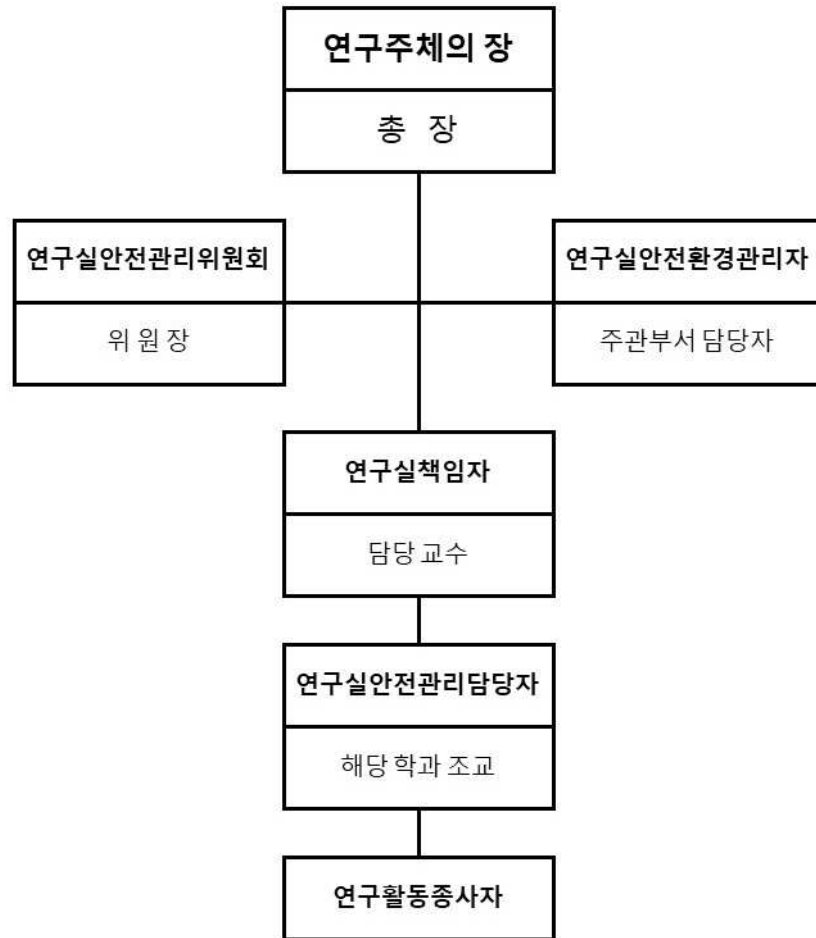 연구주체의 장
총 장
연구실안전관리위원회
위 원 장
연구실안전환경관리자
주관부서 담당자
연구실책임자
담당 교수
연구실안전관리담당자
해당 학과 조교
연구활동종사자